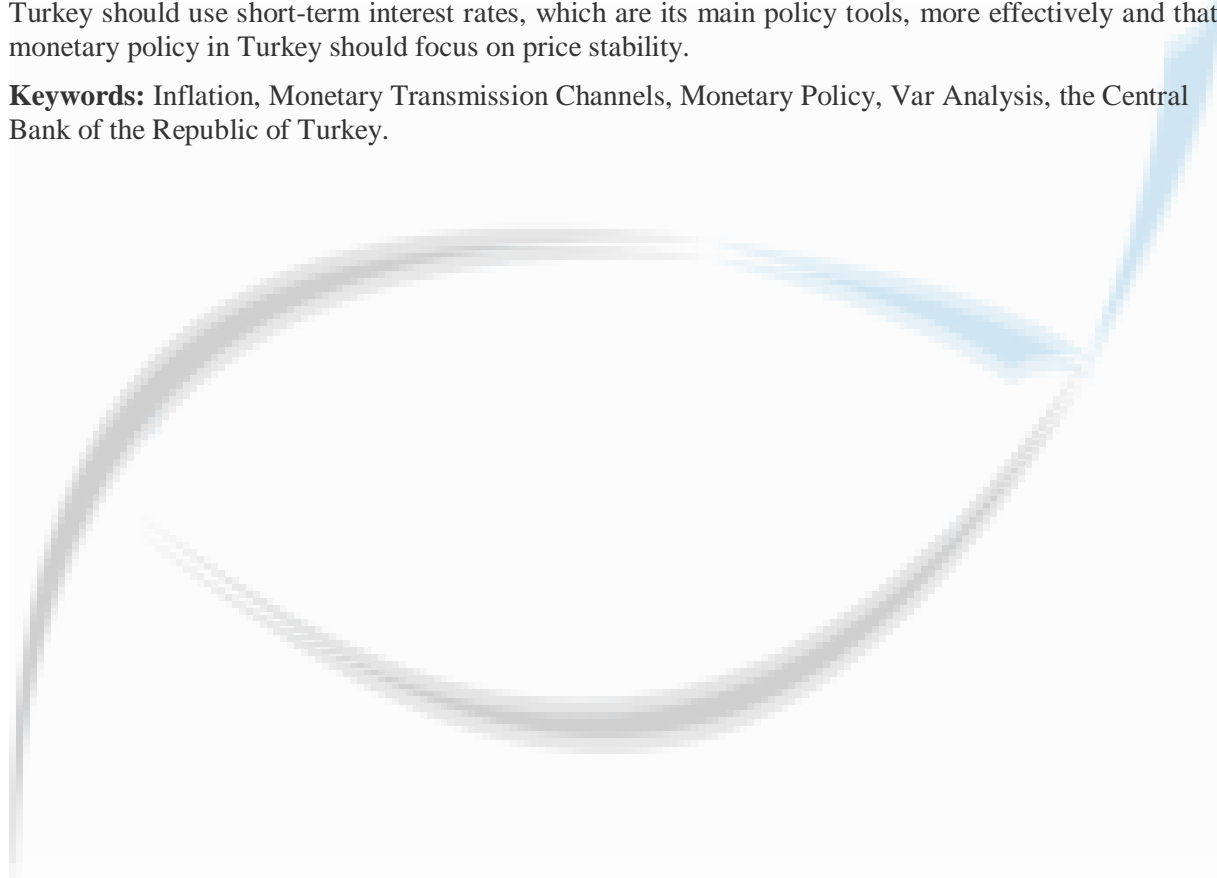 Turkey should use short-term interest rates, which are its main policy tools, more effectively and that
monetary policy in Turkey should focus on price stability.
Keywords: Inflation, Monetary Transmission Channels, Monetary Policy, Var Analysis, the Central
Bank of the Republic of Turkey.